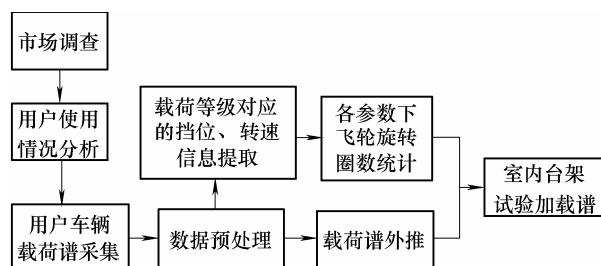 市场调查
用户使用
情况分析
用户车辆
载荷谱采集
数据预处理
载荷等级对应
的挡位、转速
信息提取
各参数下
飞轮旋转
圈数统计
载荷谱外推
室内台架
试验加载谱